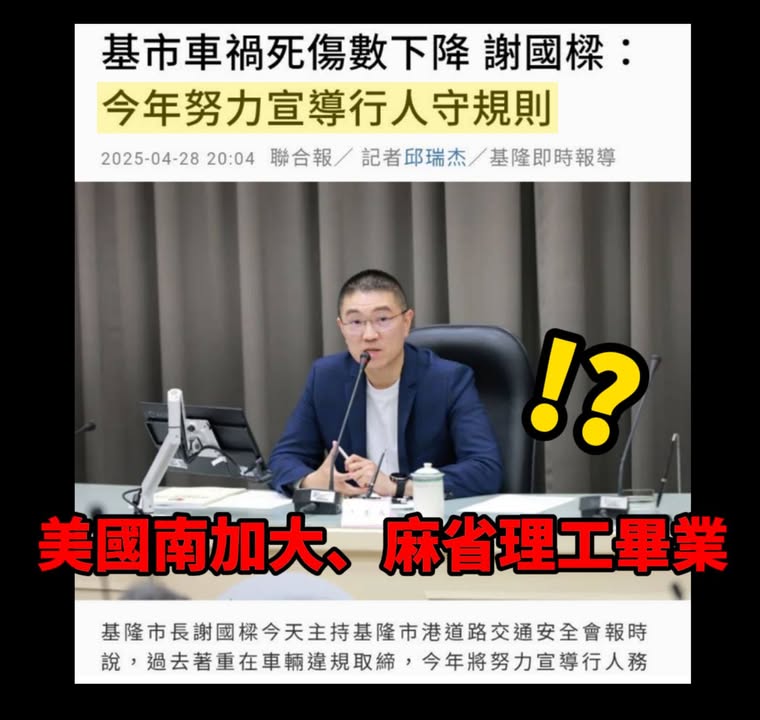 基市車禍死傷數下降 謝國樑：
今年努力宣導行人守規則
2025-04-28 20:04 聯合報／ 記者邱瑞杰／基隆即時報導
!?
美國南加大、麻省理工畢業
基隆市長謝國樑今天主持基隆市港道路交通安全會報時
說，過去著重在車輛違規取締，今年將努力宣導行人務